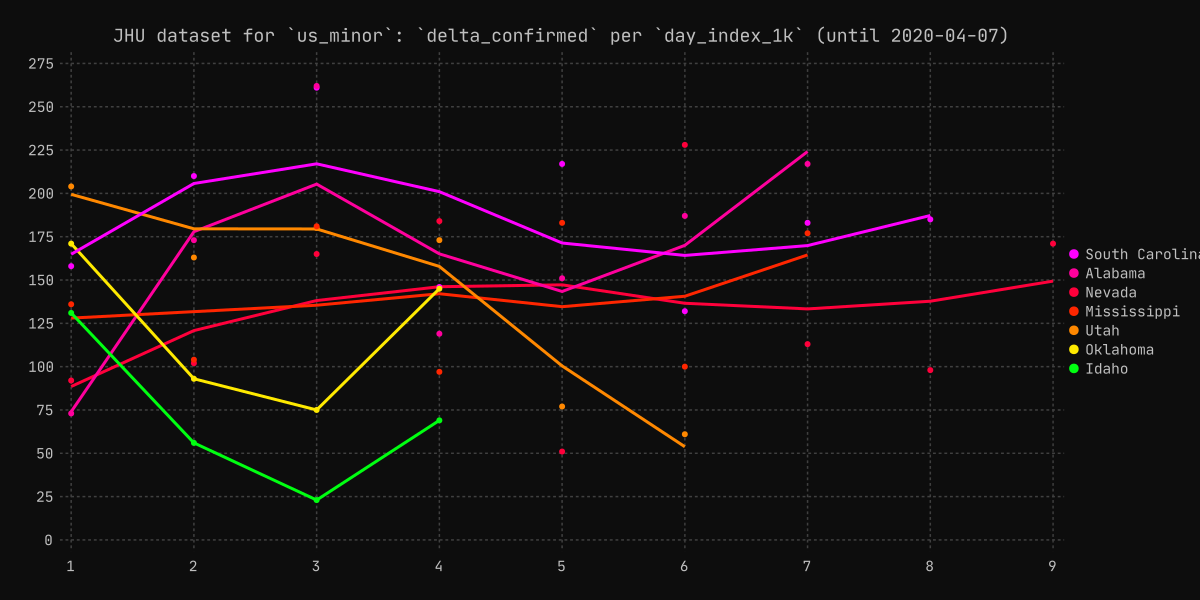 JHU dataset for `us_minor`: `delta_confirmed` per `day_index_1k` (until 2020-04-07)
275
250
225
200
175
150
125
100
75
50
25
0
1 2 3 4 5 6 7 8 9
South Carolina
Alabama
Nevada
Mississippi
Utah
Oklahoma
Idaho